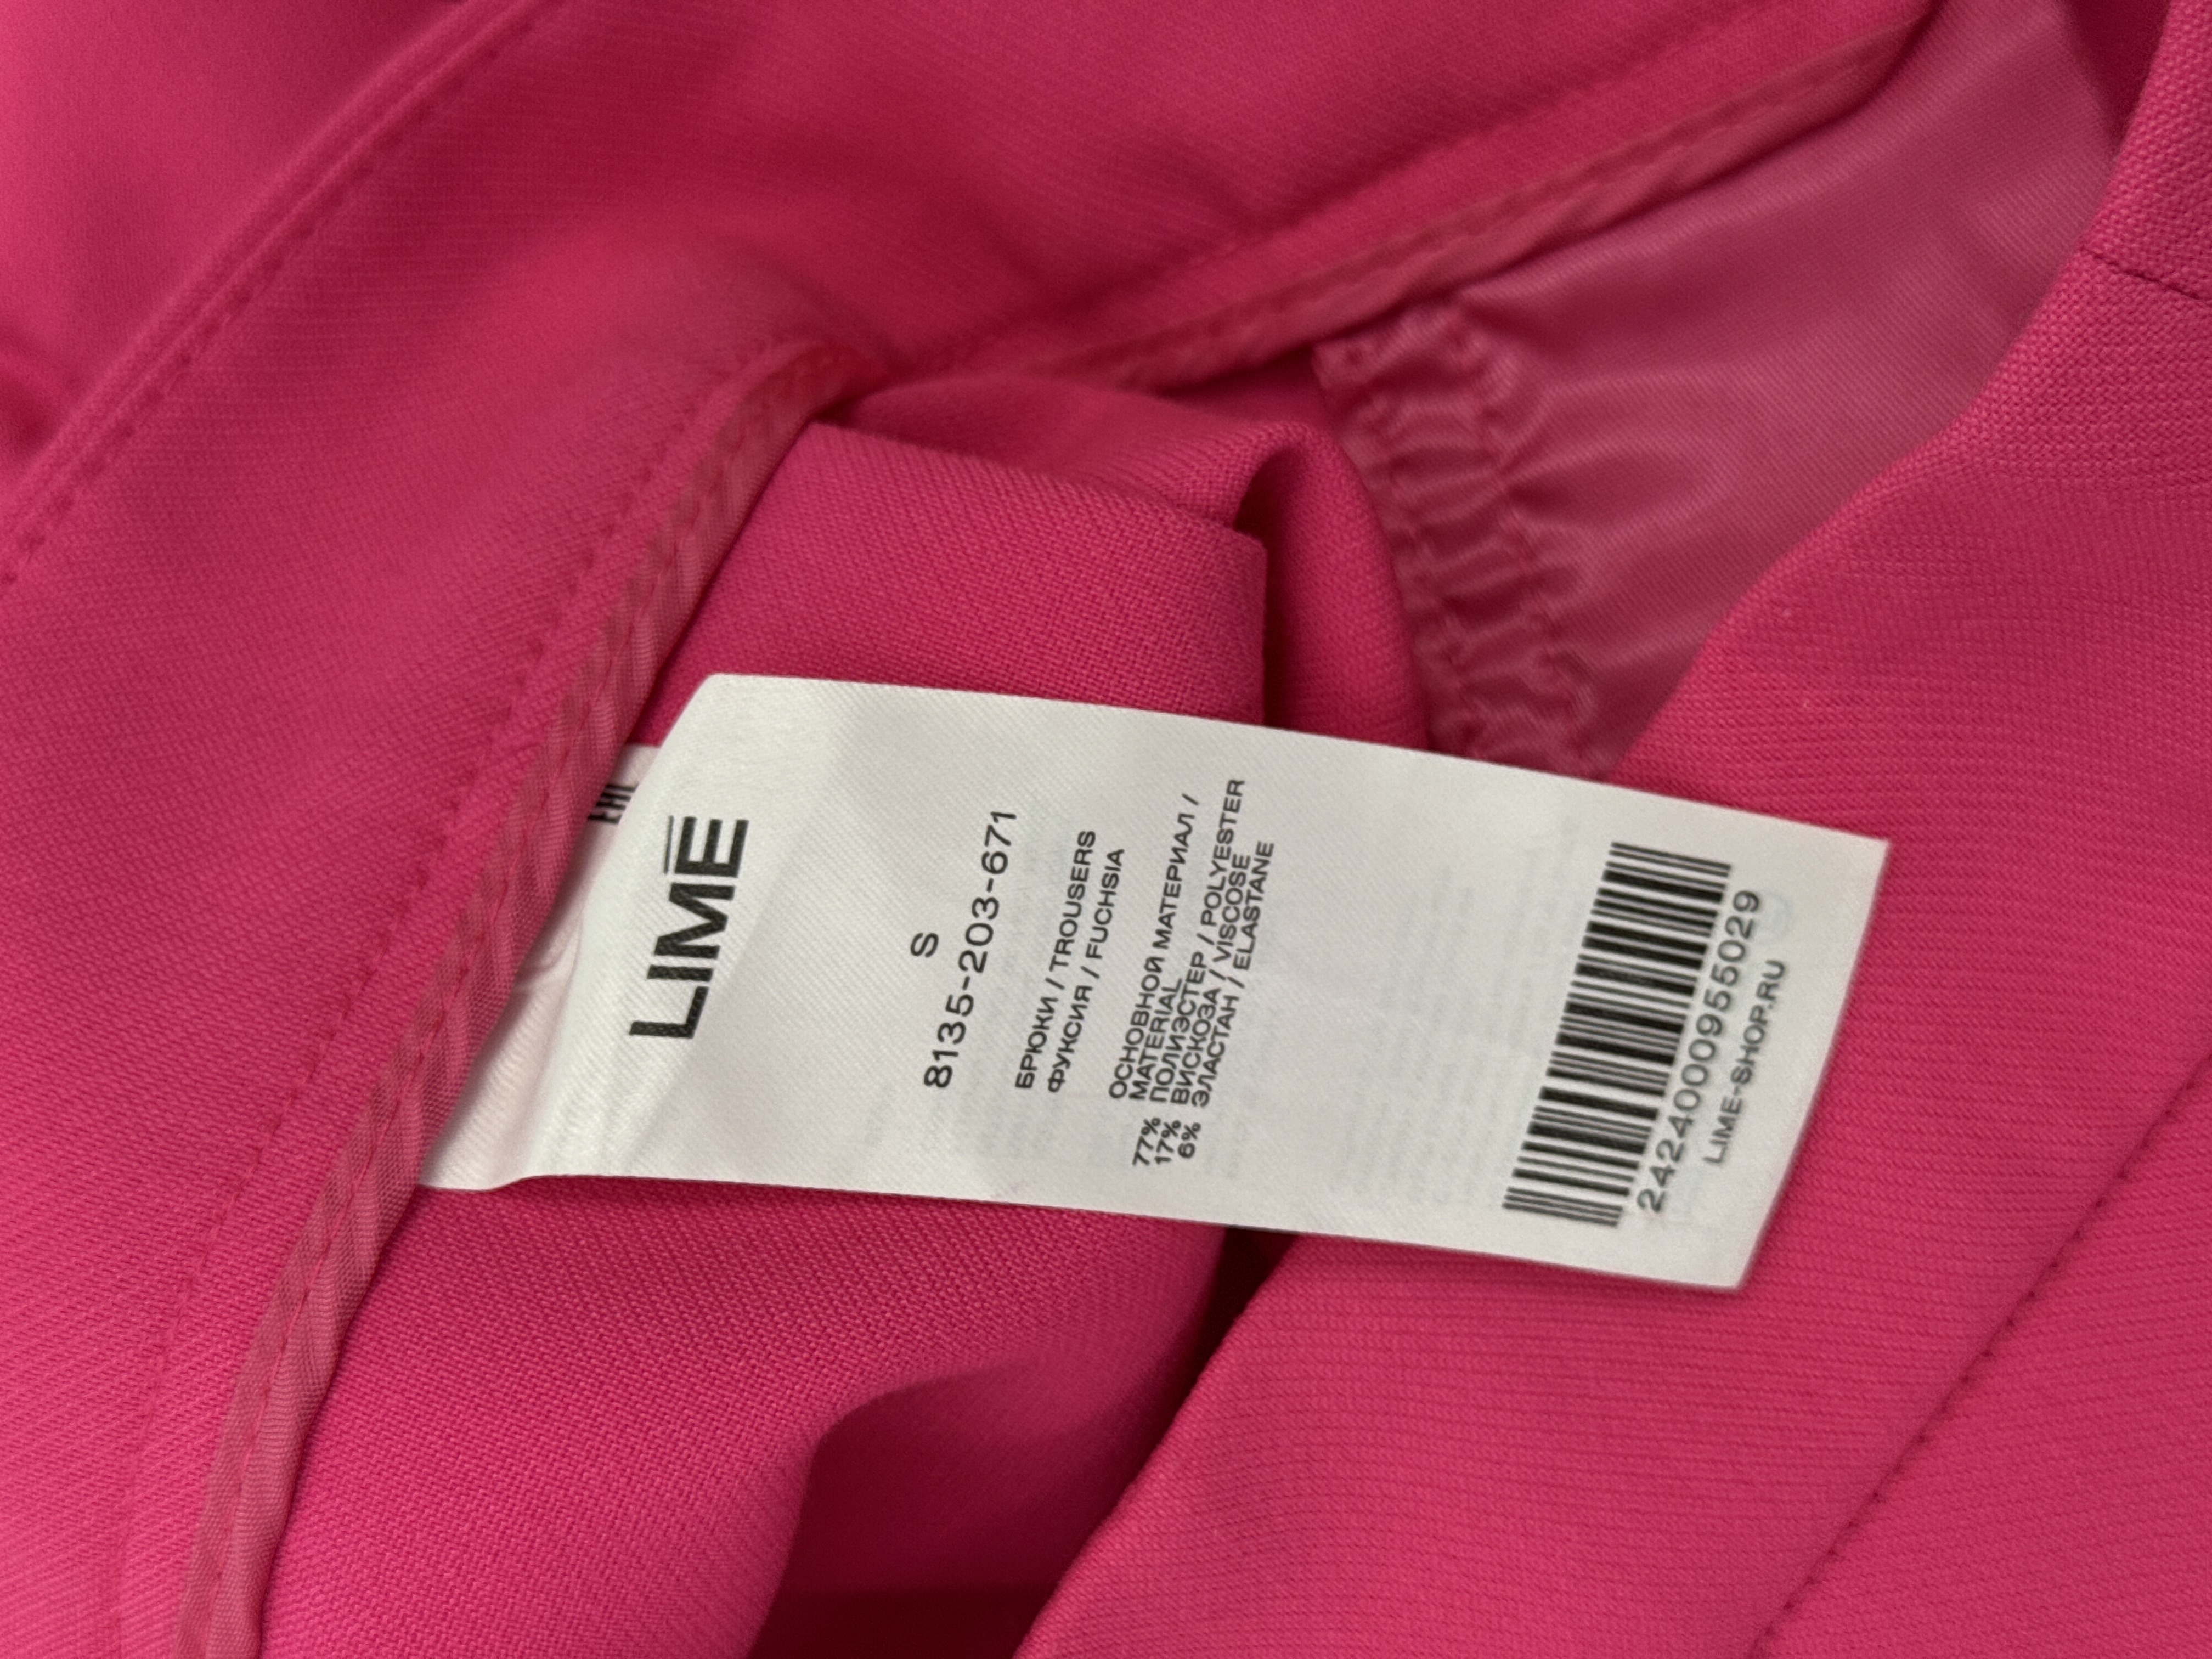 LIMĒ
S
8135-203-671
БРЮКИ / TROUSERS
ФУКСИЯ / FUCHSIA
ОСНОВНОЙ МАТЕРИАЛ /
MATERIAL
77% ПОЛИЭСТЕР / POLYESTER
17% ВИСКОЗА / VISCOSE
6% ЭЛАСТАН / ELASTANE
2424000955029
LIME-SHOP.RU